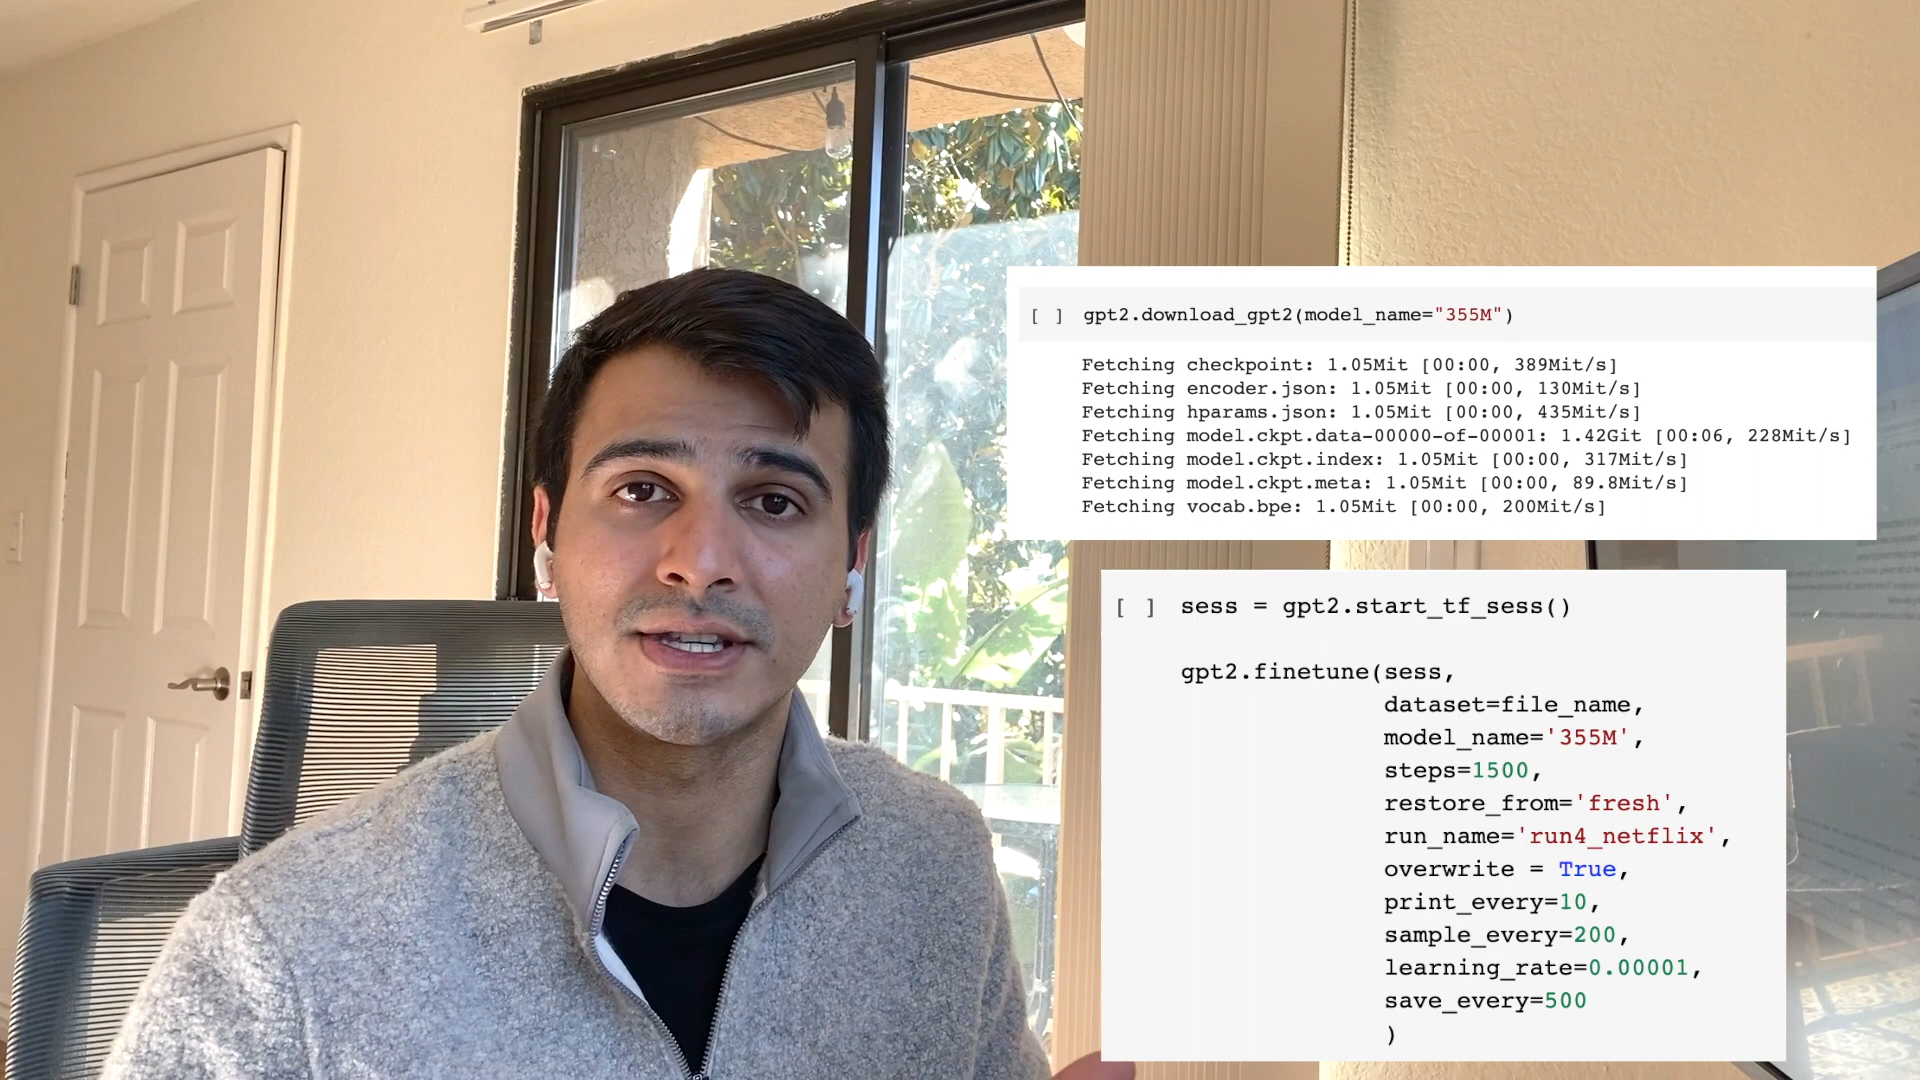 [ ] gpt2.download_gpt2(model_name="355M")
Fetching checkpoint: 1.05Mit [00:00, 389Mit/s]
Fetching encoder.json: 1.05Mit [00:00, 130Mit/s]
Fetching hparams.json: 1.05Mit [00:00, 435Mit/s]
Fetching model.ckpt.data-00000-of-00001: 1.42Git [00:06, 228Mit/s]
Fetching model.ckpt.index: 1.05Mit [00:00, 317Mit/s]
Fetching model.ckpt.meta: 1.05Mit [00:00, 89.8Mit/s]
Fetching vocab.bpe: 1.05Mit [00:00, 200Mit/s]
[ ] sess = gpt2.start_tf_sess()
gpt2.finetune(sess,
dataset=file_name,
model_name='355M',
steps=1500,
restore_from='fresh',
run_name='run4_netflix',
overwrite = True,
print_every=10,
sample_every=200,
learning_rate=0.00001,
save_every=500
)